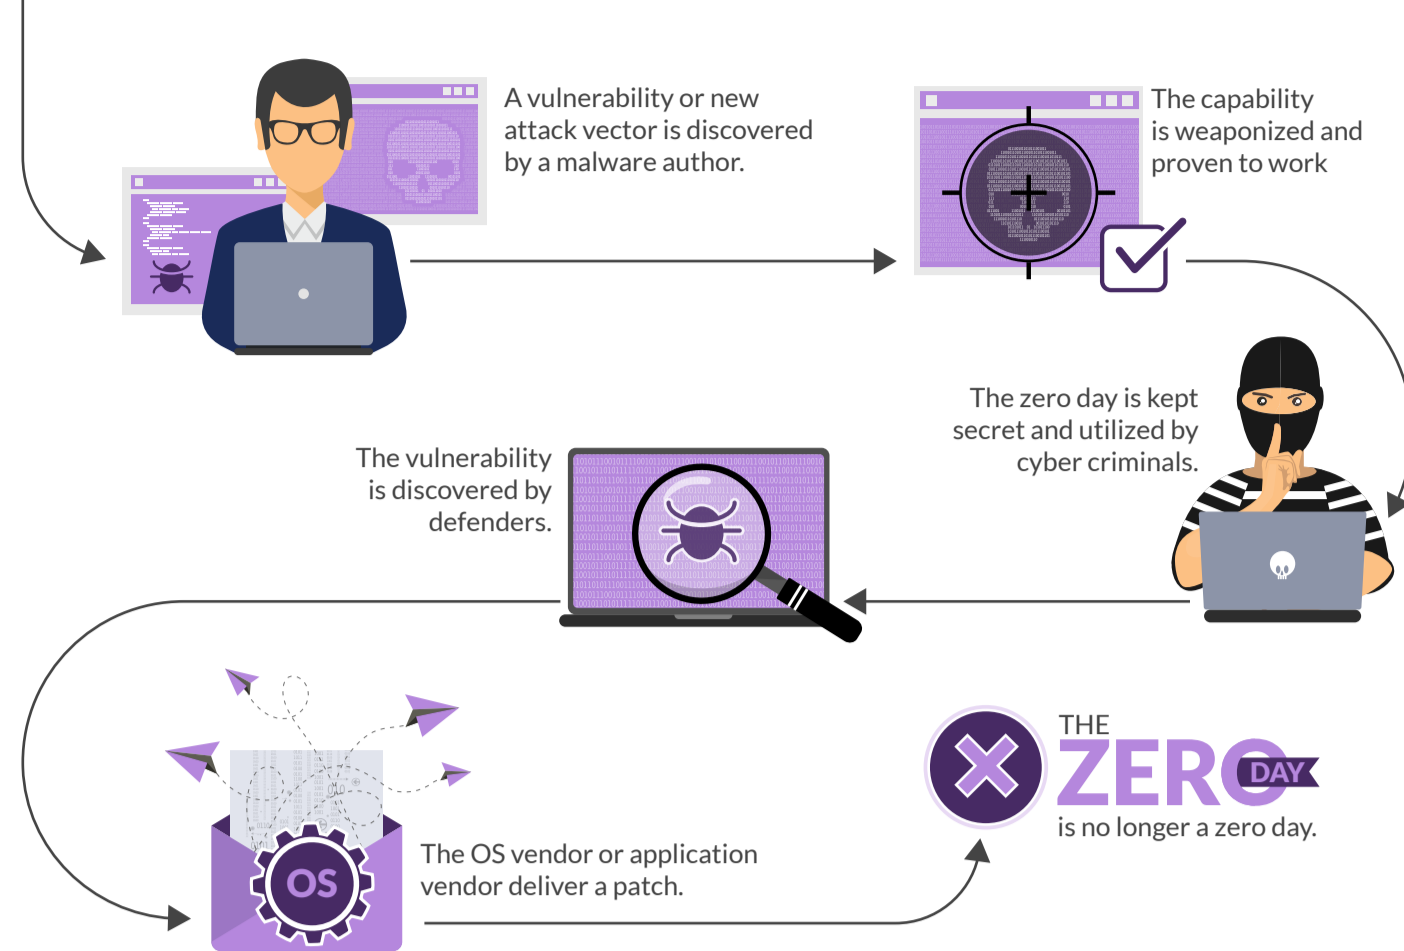 A vulnerability or new
attack vector is discovered
by a malware author.
The capability
is weaponized and
proven to work
The zero day is kept
secret and utilized by
cyber criminals.
The vulnerability
is discovered by
defenders.
OS
The OS vendor or application
vendor deliver a patch.
THE
ZERO
DAY
is no longer a zero day.